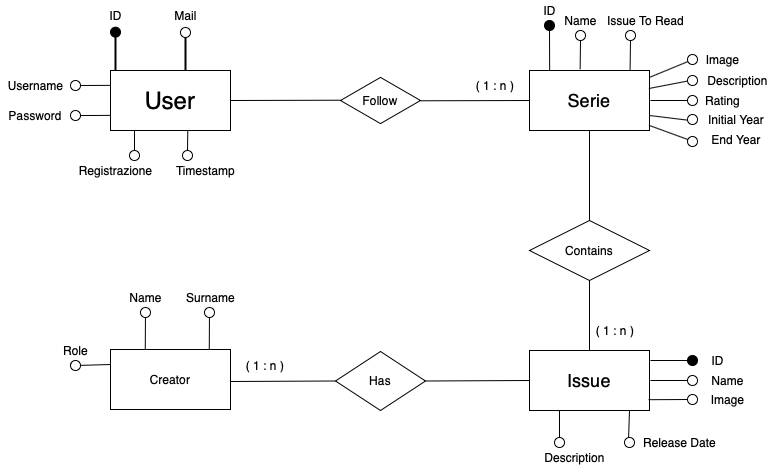 ID
Mail
ID
Name
Issue To Read
Username
Password
User
Follow
( 1 : n )
Serie
Image
Description
Rating
Initial Year
End Year
Registrazione
Timestamp
Contains
Name
Surname
Role
Creator
( 1 : n )
Has
( 1 : n )
Issue
ID
Name
Image
Description
Release Date